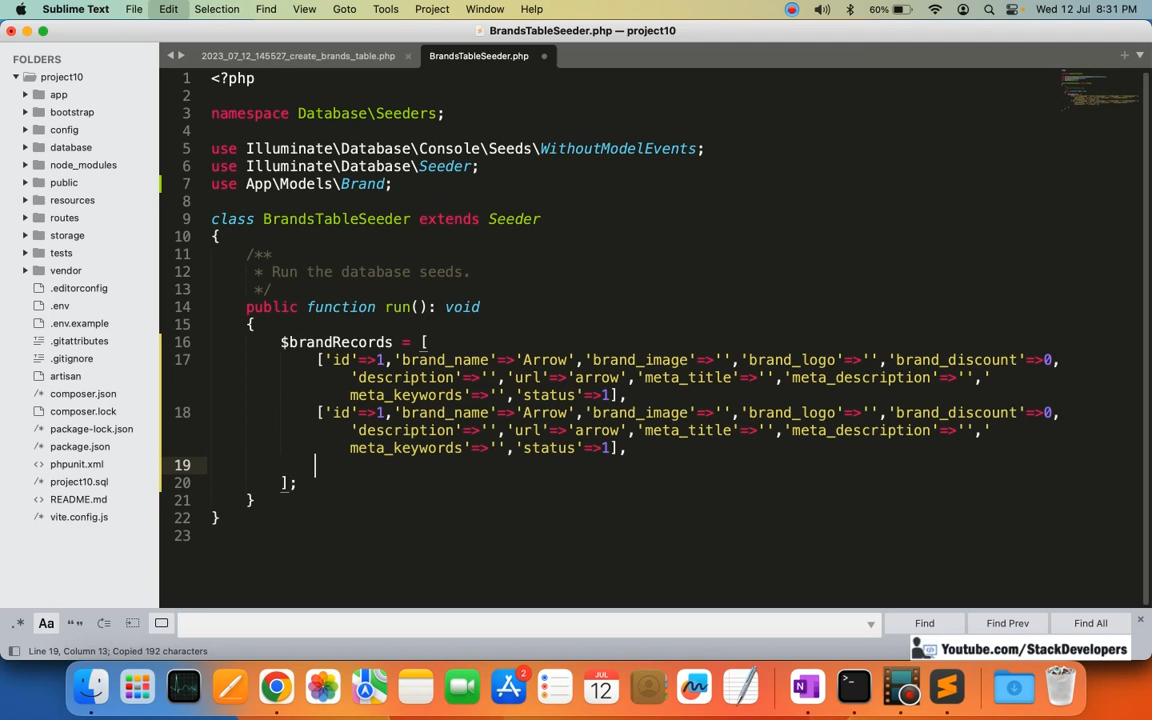 Sublime Text File Edit Selection Find View Goto Tools Project Window Help 60% Wed 12 Jul 8:31 PM
BrandsTableSeeder.php — project10
FOLDERS
project10
app
bootstrap
config
database
node_modules
public
resources
routes
storage
tests
vendor
.editorconfig
.env
.env.example
.gitattributes
.gitignore
artisan
composer.json
composer.lock
package-lock.json
package.json
phpunit.xml
project10.sql
README.md
vite.config.js
2023_07_12_145527_create_brands_table.php BrandsTableSeeder.php
1 <?php
2
3 namespace Database\Seeders;
4
5 use Illuminate\Database\Console\Seeds\WithoutModelEvents;
6 use Illuminate\Database\Seeder;
7 use App\Models\Brand;
8
9 class BrandsTableSeeder extends Seeder
10 {
11 /**
12 * Run the database seeds.
13 */
14 public function run(): void
15 {
16 $brandRecords = [
17 ['id'=>1,'brand_name'=>'Arrow','brand_image'=>'','brand_logo'=>'','brand_discount'=>0,
'description'=>'','url'=>'arrow','meta_title'=>'','meta_description'=>'','
meta_keywords'=>'','status'=>1],
18 ['id'=>1,'brand_name'=>'Arrow','brand_image'=>'','brand_logo'=>'','brand_discount'=>0,
'description'=>'','url'=>'arrow','meta_title'=>'','meta_description'=>'','
meta_keywords'=>'','status'=>1],
19
20 ];
21 }
22 }
23
.* Aa “” Find Find Prev Find All
Line 19, Column 13; Copied 192 characters
Youtube.com/StackDevelopers
2
JUL
12